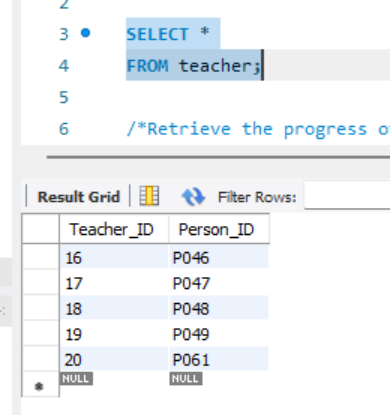 2
3 SELECT *
4 FROM teacher;
5
6 /*Retrieve the progress o
Result Grid Filter Rows:
Teacher_ID Person_ID
16 P046
17 P047
18 P048
19 P049
20 P061
NULL NULL